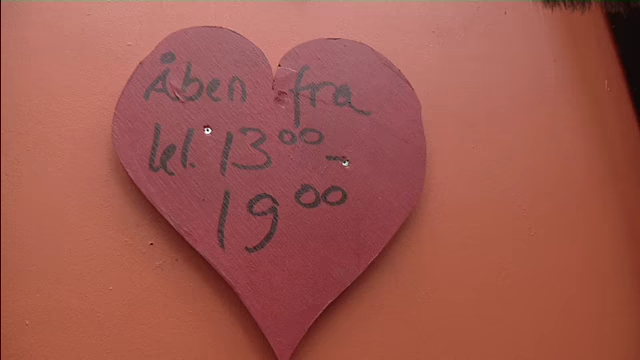 Åben fra
kl. 13⁰⁰ -
19⁰⁰